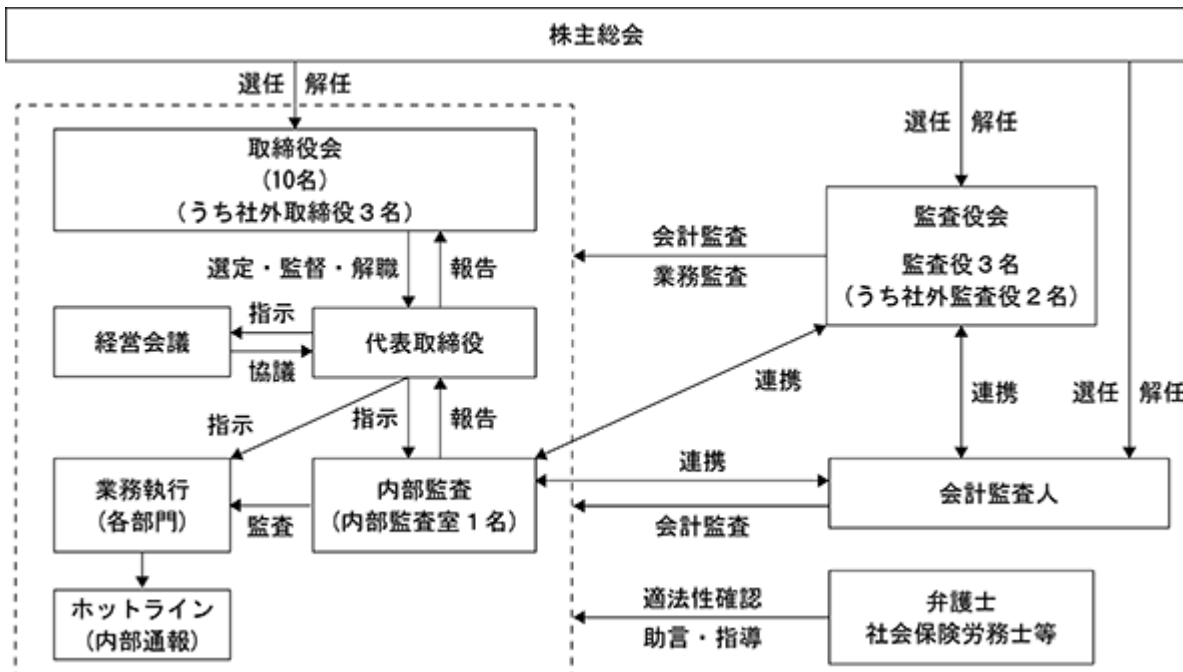 株主総会
選任 解任
取締役会
(10名)
(うち社外取締役３名)
選任 解任
監査役会
監査役３名
(うち社外監査役２名)
会計監査
業務監査
選定・監督・解職 報告
経営会議
指示
協議
代表取締役
連携
連携
選任 解任
指示
指示
報告
業務執行
(各部門)
監査
内部監査
(内部監査室１名)
連携
会計監査
会計監査人
ホットライン
(内部通報)
適法性確認
助言・指導
弁護士
社会保険労務士等